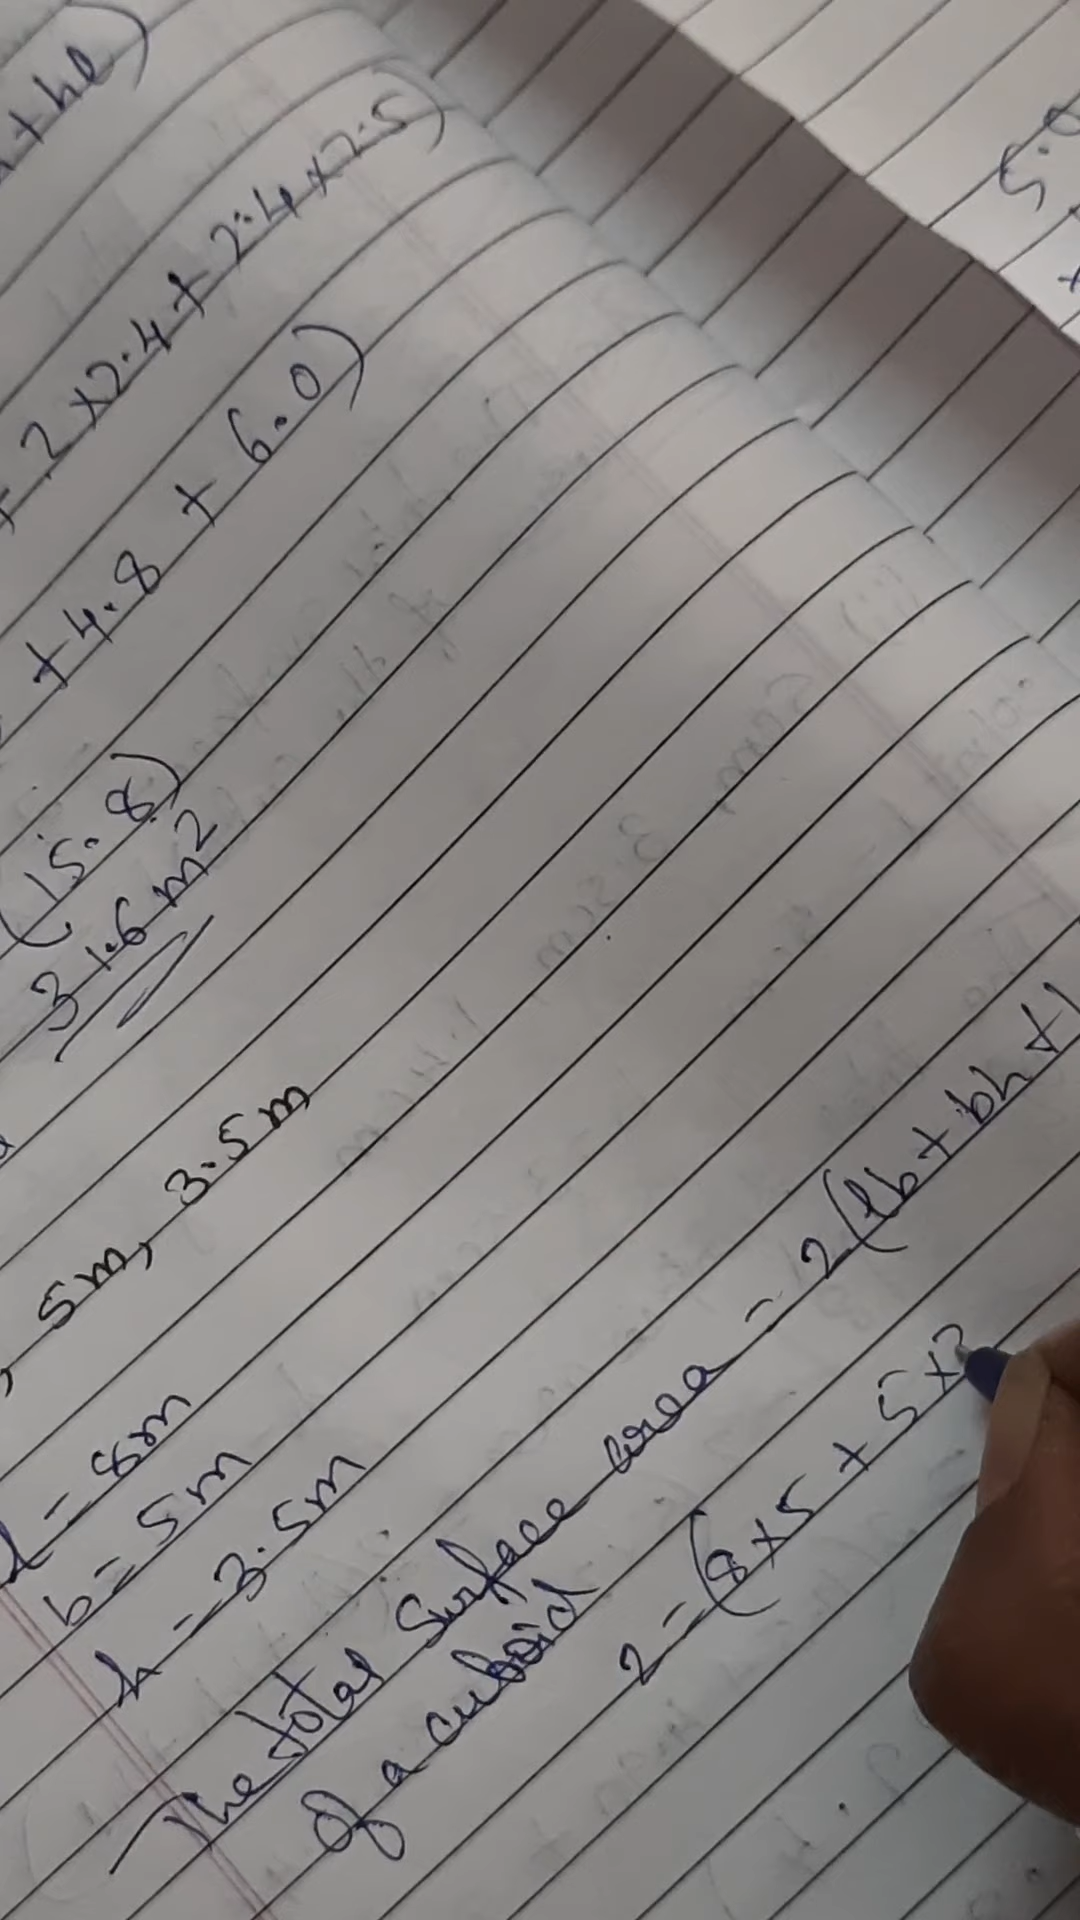 + hl)
+ 2 × 2.4 + 2.4 × 2.5)
+ 4.8 + 6.0)
(15.8)
31.6 m²
, 5m, 3.5m
l = 8m
b = 5m
h = 3.5m
The total surface area = 2(lb + bh +
of a cuboid
2 = (8×5 + 5×3